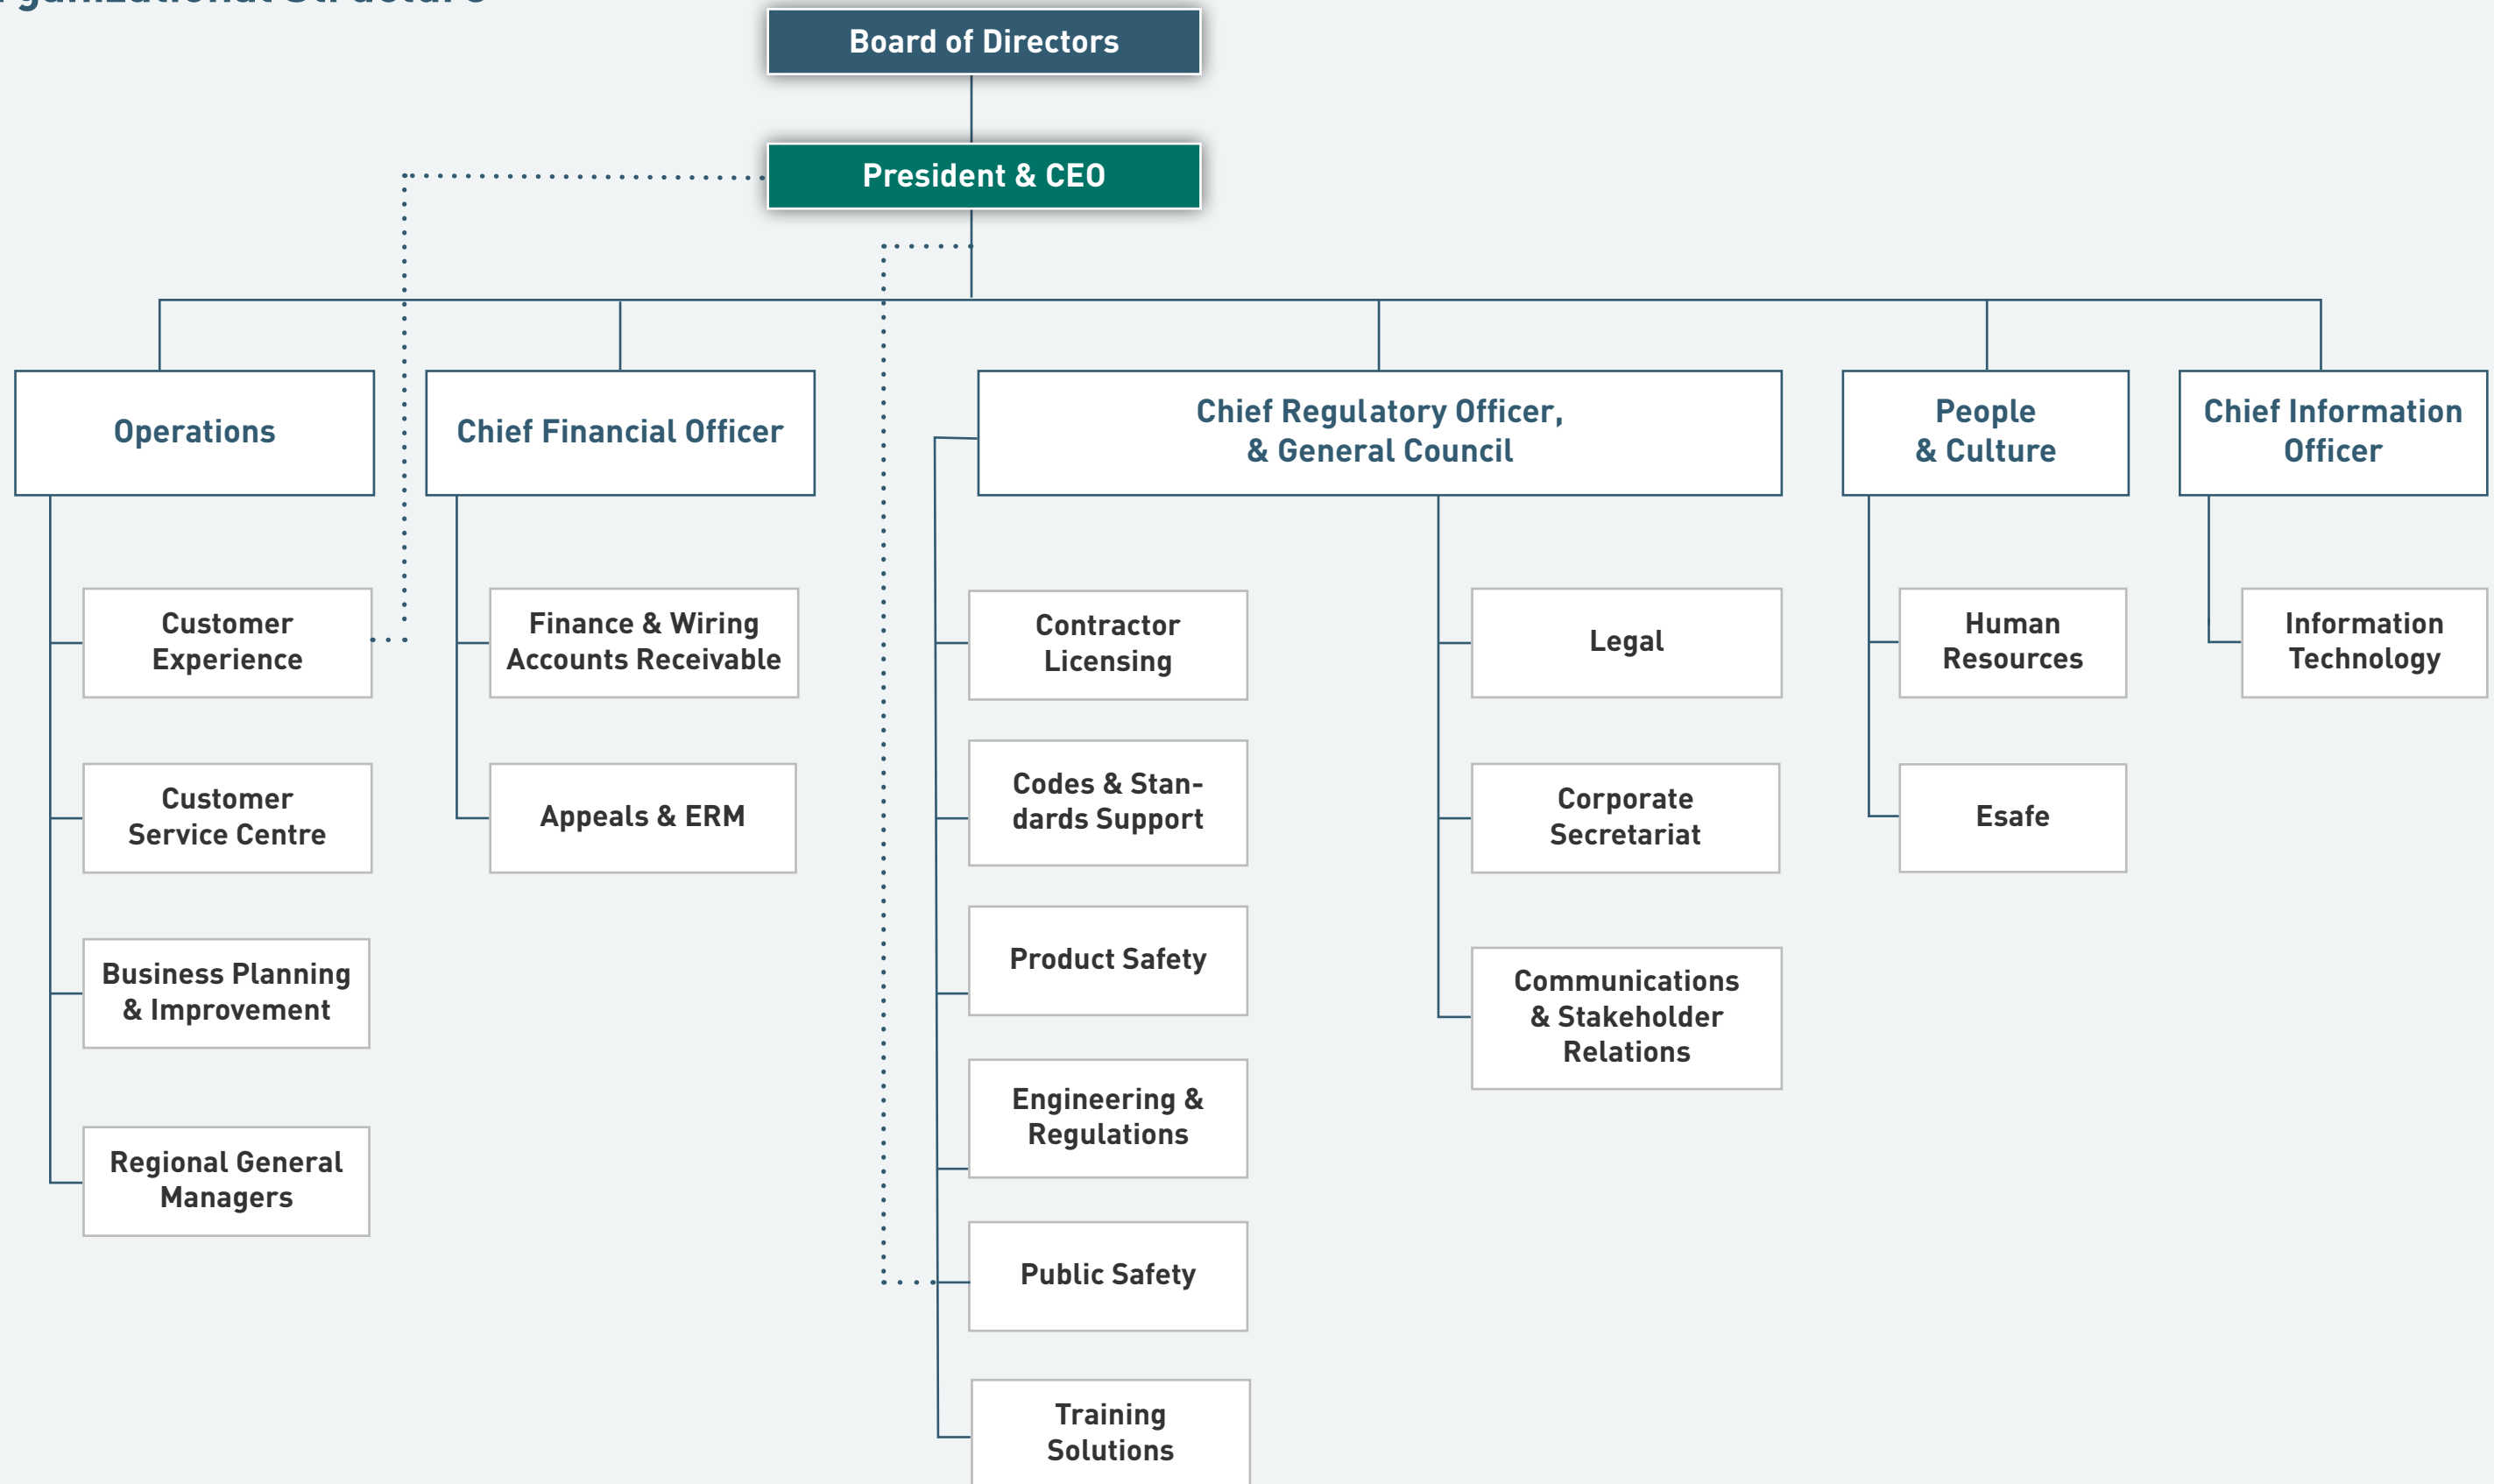 Board of Directors
President & CEO
Operations
Chief Financial Officer
Chief Regulatory Officer,
& General Council
People
& Culture
Chief Information
Officer
Customer
Experience
Customer
Service Centre
Business Planning
& Improvement
Regional General
Managers
Finance & Wiring
Accounts Receivable
Appeals & ERM
Contractor
Licensing
Codes & Stan-
dards Support
Product Safety
Engineering &
Regulations
Public Safety
Training
Solutions
Legal
Corporate
Secretariat
Communications
& Stakeholder
Relations
Human
Resources
Esafe
Information
Technology